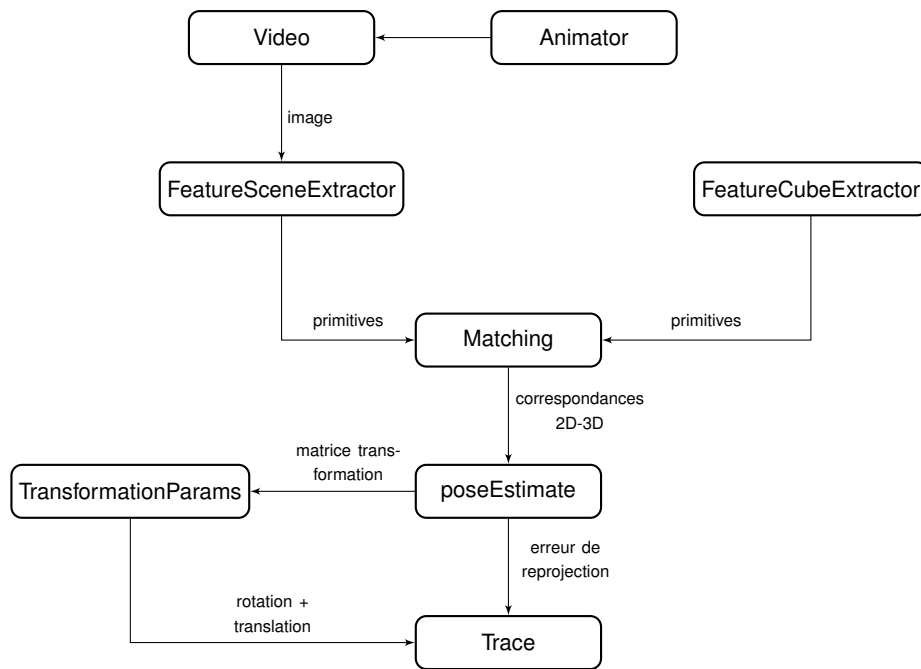 Video
Animator
image
FeatureSceneExtractor
FeatureCubeExtractor
primitives
Matching
primitives
correspondances
2D-3D
matrice trans-
formation
TransformationParams
poseEstimate
erreur de
reprojection
rotation +
translation
Trace